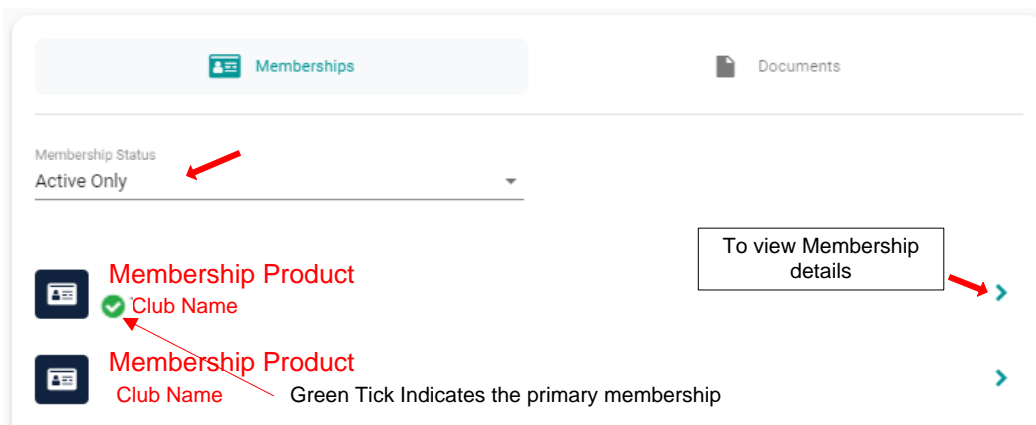 Memberships
Documents
Membership Status
Active Only
To view Membership
details
Membership Product
Club Name
Membership Product
Club Name
Green Tick Indicates the primary membership